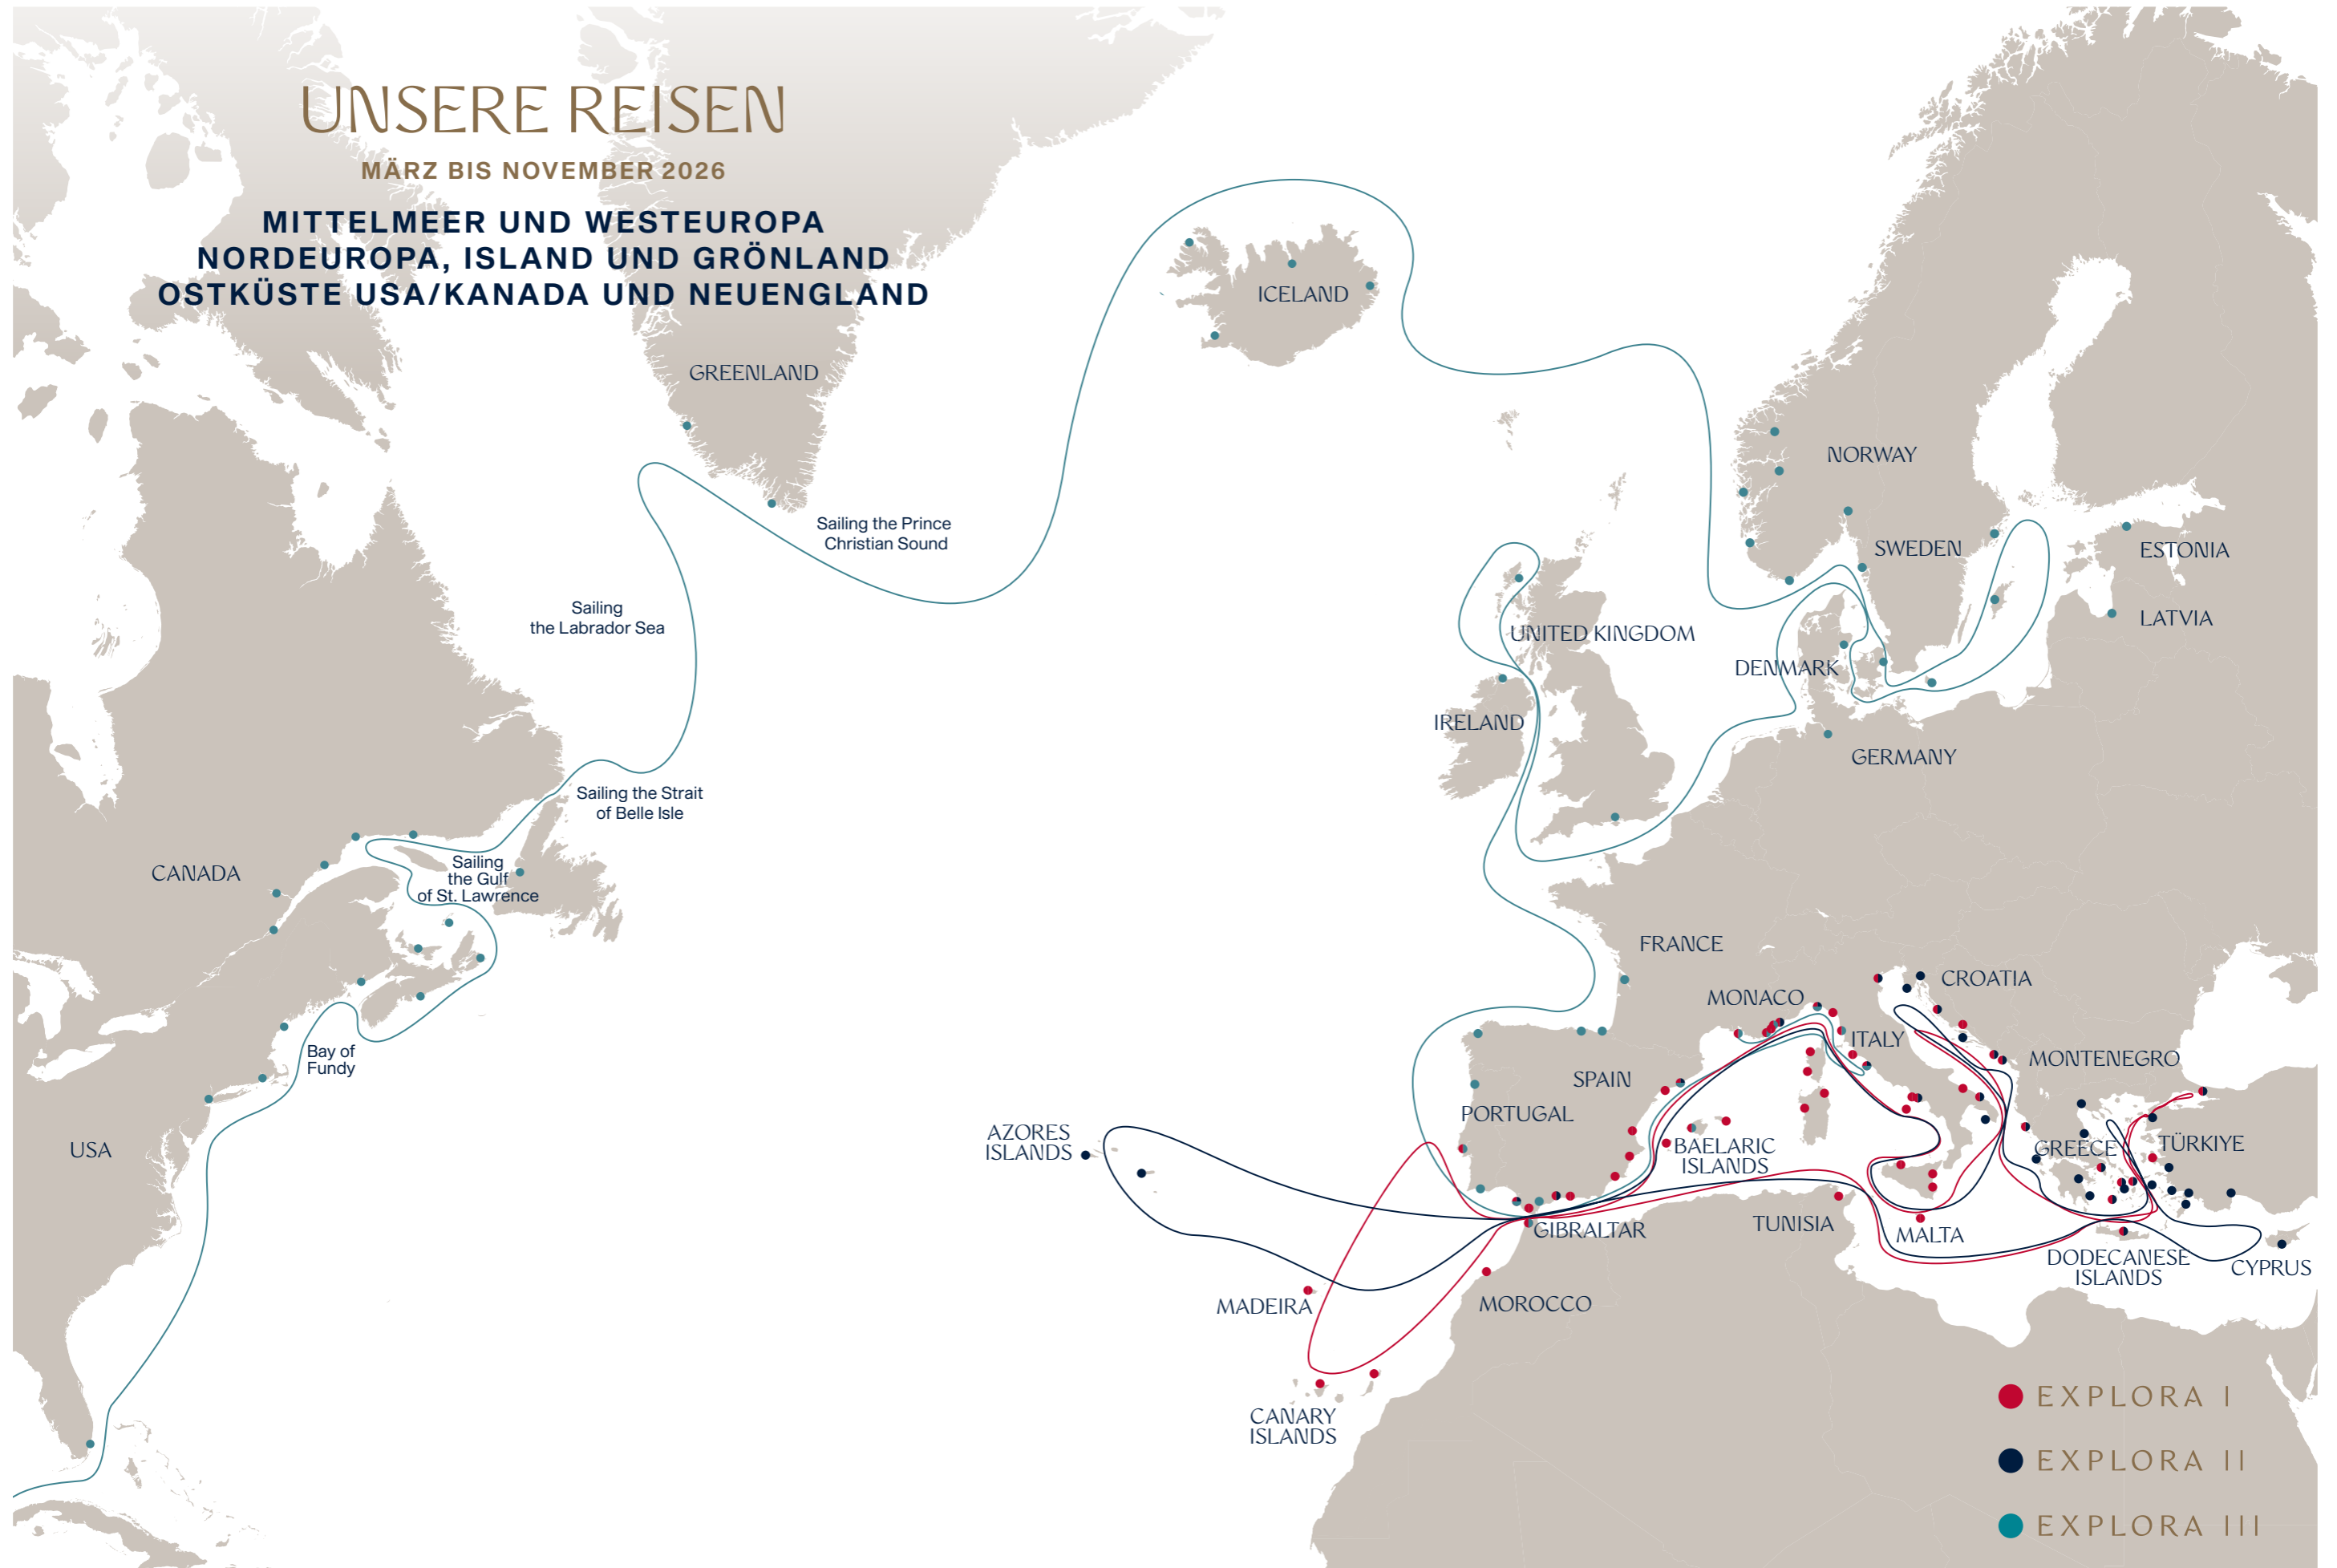 UNSERE REISEN
MÄRZ BIS NOVEMBER 2026
MITTELMEER UND WESTEUROPA
NORDEUROPA, ISLAND UND GRÖNLAND
OSTKÜSTE USA/KANADA UND NEUENGLAND
ICELAND
GREENLAND
NORWAY
Sailing the Prince
Christian Sound
SWEDEN
ESTONIA
Sailing
the Labrador Sea
LATVIA
UNITED KINGDOM
DENMARK
IRELAND
GERMANY
Sailing the Strait
of Belle Isle
CANADA
Sailing
the Gulf
of St. Lawrence
FRANCE
CROATIA
MONACO
Bay of
Fundy
ITALY
MONTENEGRO
SPAIN
PORTUGAL
USA
AZORES
ISLANDS
BAELARIC
ISLANDS
GREECE
TÜRKIYE
GIBRALTAR
TUNISIA
MALTA
DODECANESE
ISLANDS
CYPRUS
MADEIRA
MOROCCO
CANARY
ISLANDS
EXPLORA I
EXPLORA II
EXPLORA III